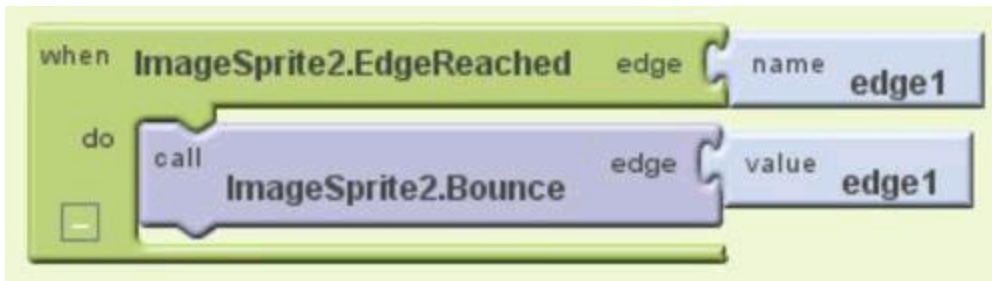 when ImageSprite2.EdgeReached edge name edge1
do call ImageSprite2.Bounce edge value edge1